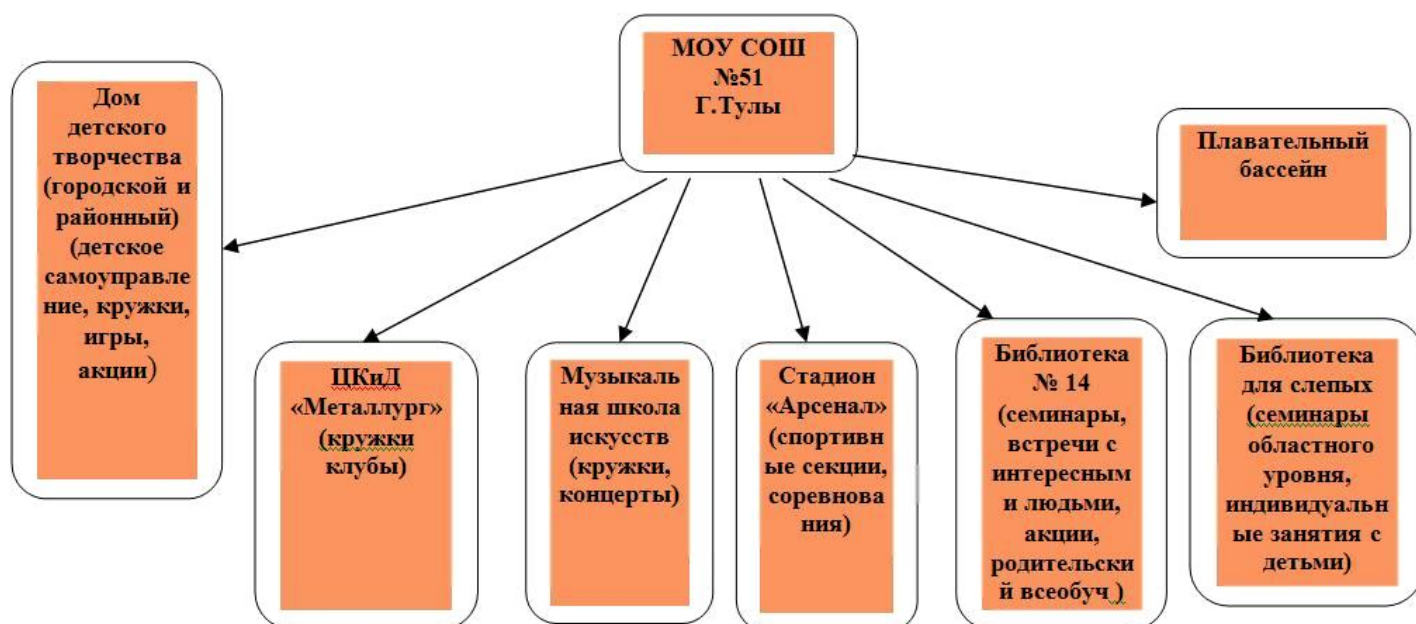 МОУ СОШ
№51
Г.Тулы
Дом
детского
творчества
(городской и
районный)
(детское
самоуправле
ние, кружки,
игры,
акции)
Плавательный
бассейн
ЦКиД
«Металлург»
(кружки
клубы)
Музыкаль
ная школа
искусств
(кружки,
концерты)
Стадион
«Арсенал»
(спортивн
ые секции,
соревнова
ния)
Библиотека
№ 14
(семинары,
встречи с
интересным
и людьми,
акции,
родительски
й всеобуч )
Библиотека
для слепых
(семинары
областного
уровня,
индивидуальн
ые занятия с
детьми)